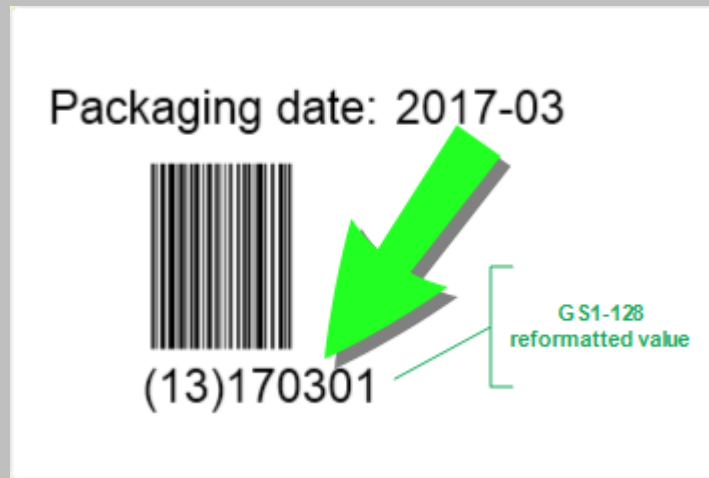 Packaging date: 2017-03
(13)170301
GS1-128
reformatted value